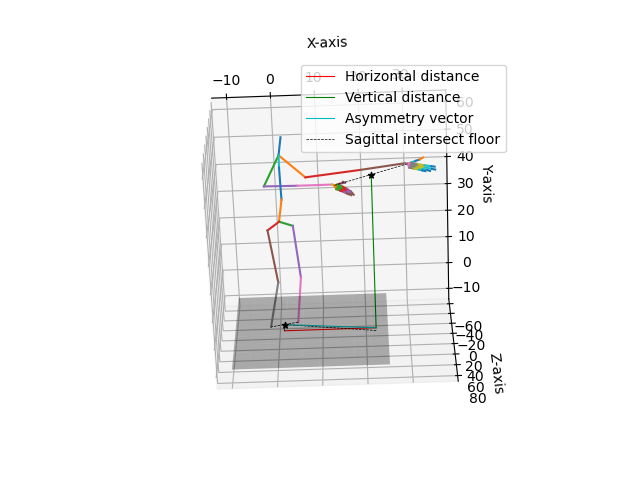 X-axis
−10
0
10
20
Horizontal distance
Vertical distance
Asymmetry vector
Sagittal intersect floor
60
50
40
30
20
10
0
−10
Y-axis
−60
−40
−20
0
20
40
60
80
Z-axis